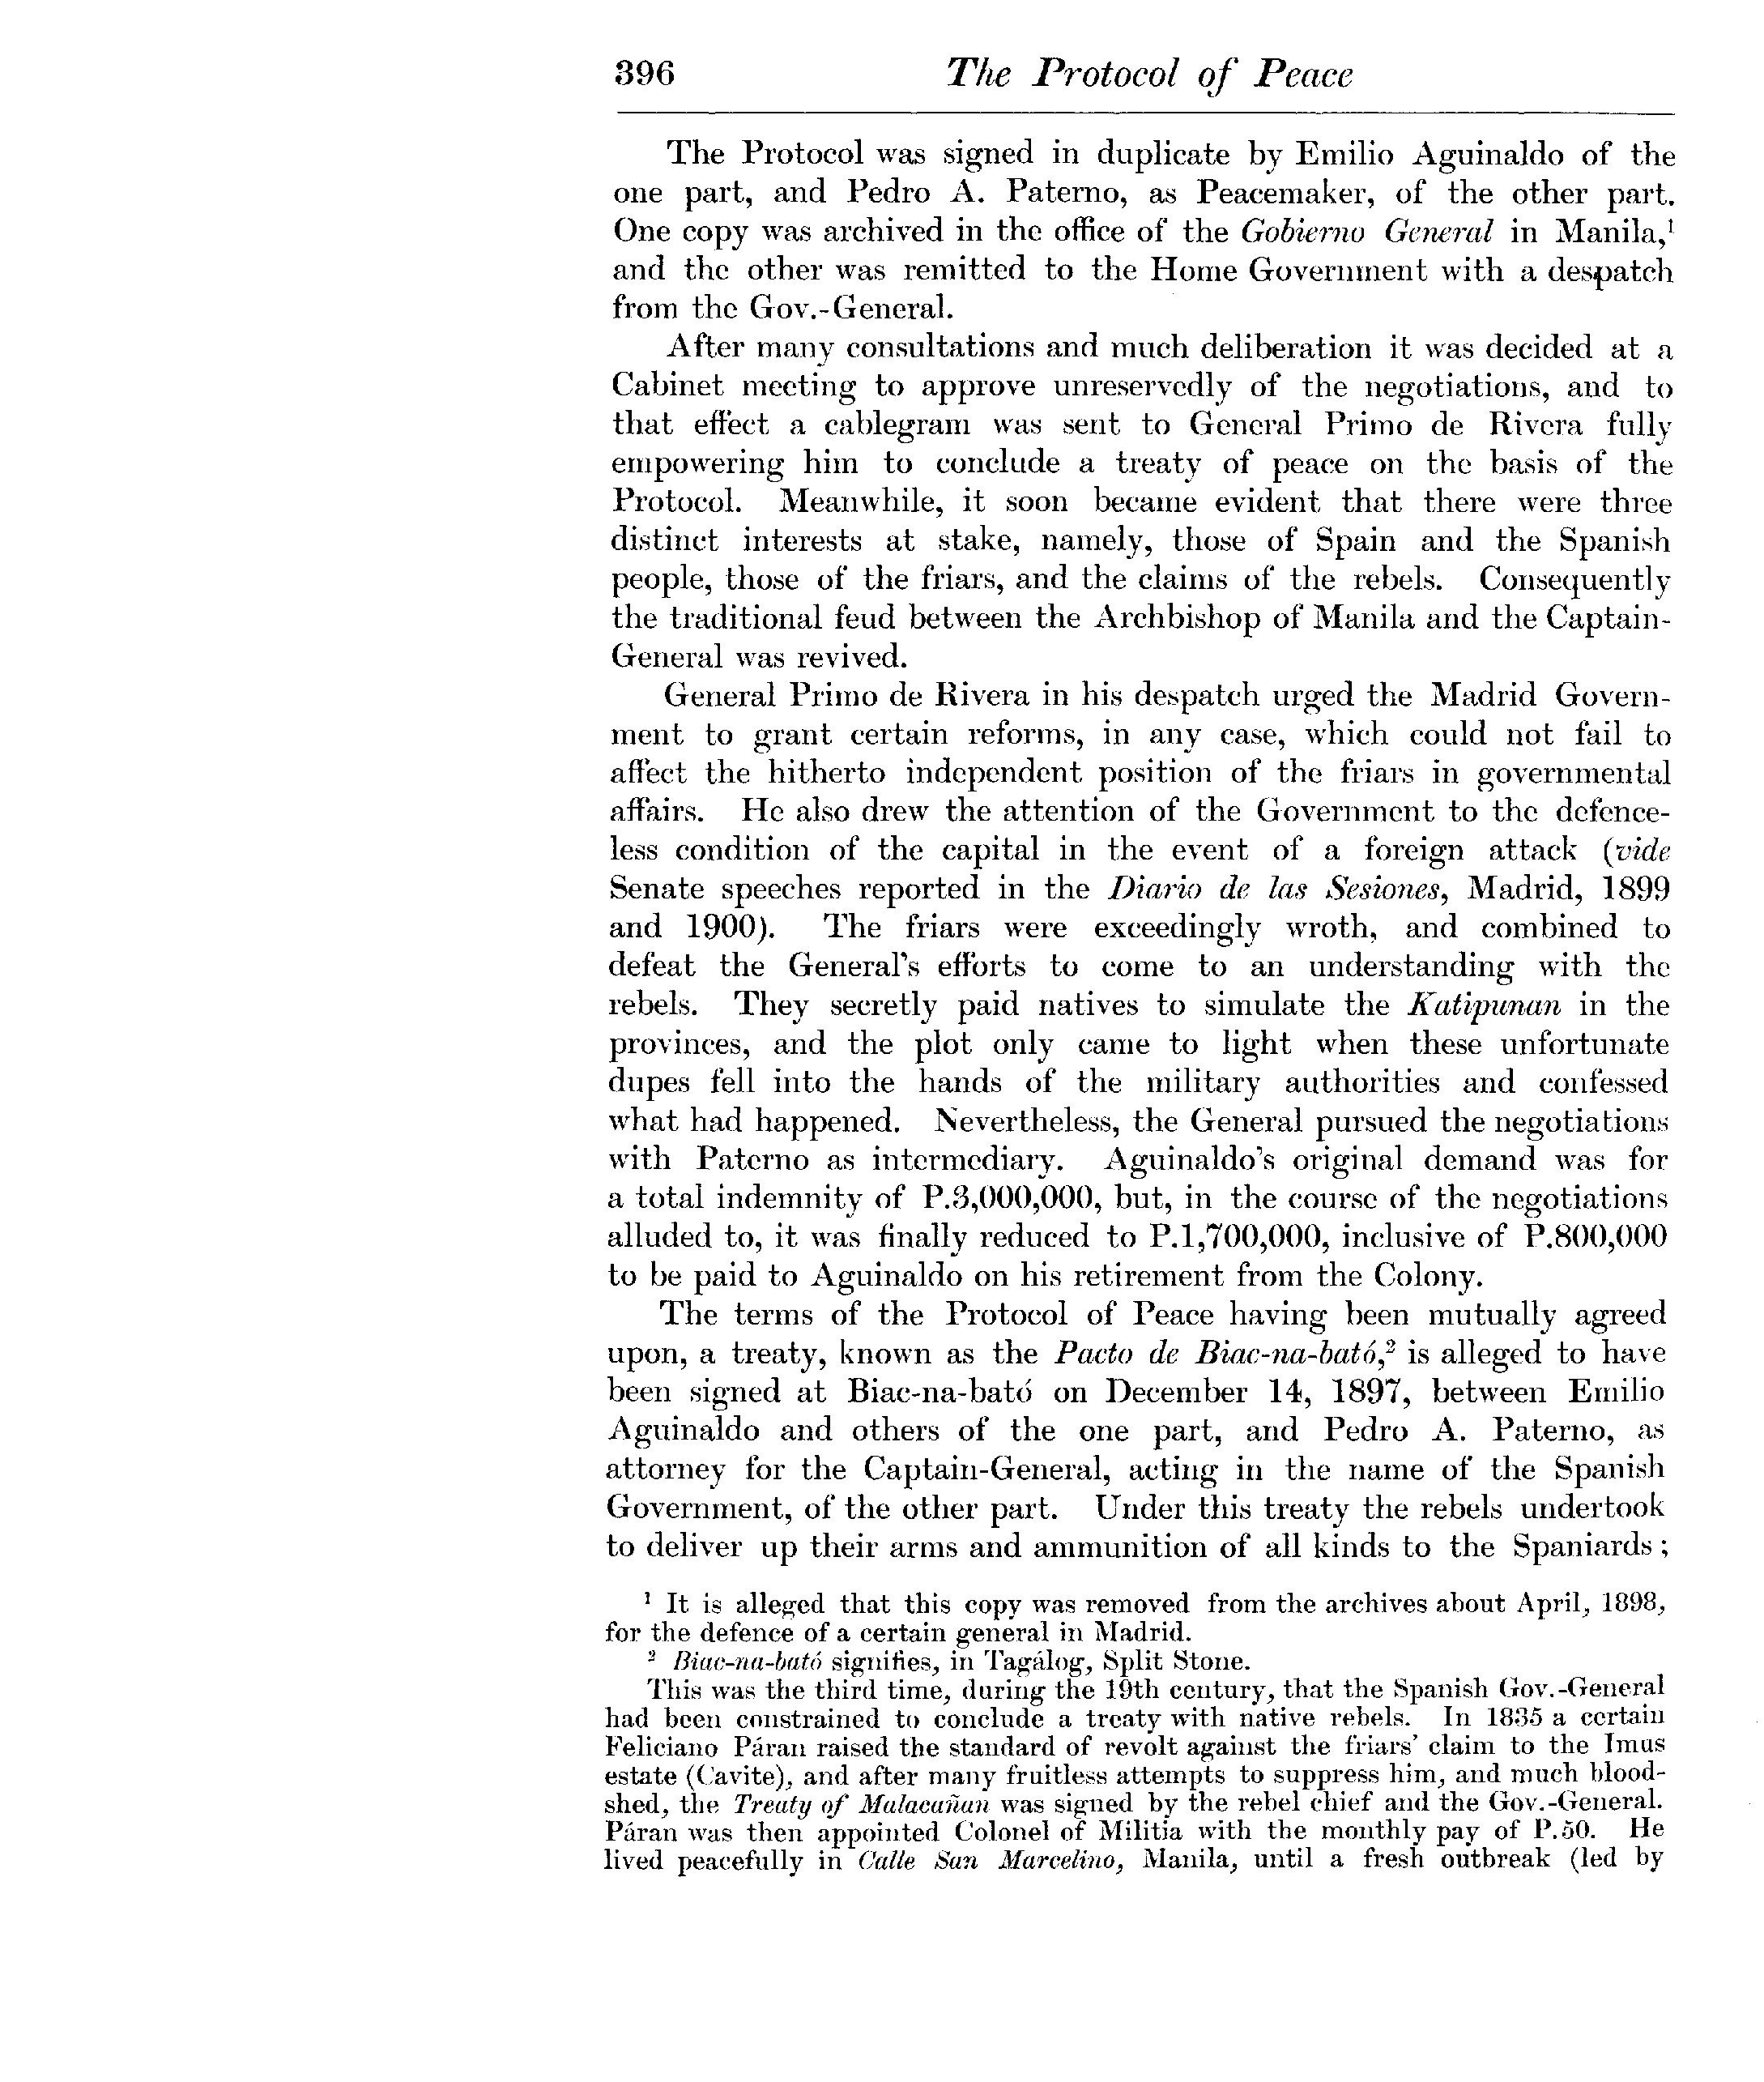 396 The Protocol of Peace
The Protocol was signed in duplicate by Emilio Aguinaldo of the
one part, and Pedro A. Paterno, as Peacemaker, of the other part.
One copy was archived in the office of the Gobierno General in Manila,¹
and the other was remitted to the Home Government with a despatch
from the Gov.-General.
After many consultations and much deliberation it was decided at a
Cabinet meeting to approve unreservedly of the negotiations, and to
that effect a cablegram was sent to General Primo de Rivera fully
empowering him to conclude a treaty of peace on the basis of the
Protocol. Meanwhile, it soon became evident that there were three
distinct interests at stake, namely, those of Spain and the Spanish
people, those of the friars, and the claims of the rebels. Consequently
the traditional feud between the Archbishop of Manila and the Captain-
General was revived.
General Primo de Rivera in his despatch urged the Madrid Govern-
ment to grant certain reforms, in any case, which could not fail to
affect the hitherto independent position of the friars in governmental
affairs. He also drew the attention of the Government to the defence-
less condition of the capital in the event of a foreign attack (vide
Senate speeches reported in the Diario de las Sesiones, Madrid, 1899
and 1900). The friars were exceedingly wroth, and combined to
defeat the General's efforts to come to an understanding with the
rebels. They secretly paid natives to simulate the Katipunan in the
provinces, and the plot only came to light when these unfortunate
dupes fell into the hands of the military authorities and confessed
what had happened. Nevertheless, the General pursued the negotiations
with Paterno as intermediary. Aguinaldo's original demand was for
a total indemnity of P.3,000,000, but, in the course of the negotiations
alluded to, it was finally reduced to P.1,700,000, inclusive of P.800,000
to be paid to Aguinaldo on his retirement from the Colony.
The terms of the Protocol of Peace having been mutually agreed
upon, a treaty, known as the Pacto de Biac-na-bató,² is alleged to have
been signed at Biac-na-bató on December 14, 1897, between Emilio
Aguinaldo and others of the one part, and Pedro A. Paterno, as
attorney for the Captain-General, acting in the name of the Spanish
Government, of the other part. Under this treaty the rebels undertook
to deliver up their arms and ammunition of all kinds to the Spaniards;
¹ It is alleged that this copy was removed from the archives about April, 1898,
for the defence of a certain general in Madrid.
² Biac-na-bató signifies, in Tagálog, Split Stone.
This was the third time, during the 19th century, that the Spanish Gov.-General
had been constrained to conclude a treaty with native rebels. In 1835 a certain
Feliciano Páran raised the standard of revolt against the friars' claim to the Imus
estate (Cavite), and after many fruitless attempts to suppress him, and much blood-
shed, the Treaty of Malacañan was signed by the rebel chief and the Gov.-General.
Páran was then appointed Colonel of Militia with the monthly pay of P.50. He
lived peacefully in Calle San Marcelino, Manila, until a fresh outbreak (led by